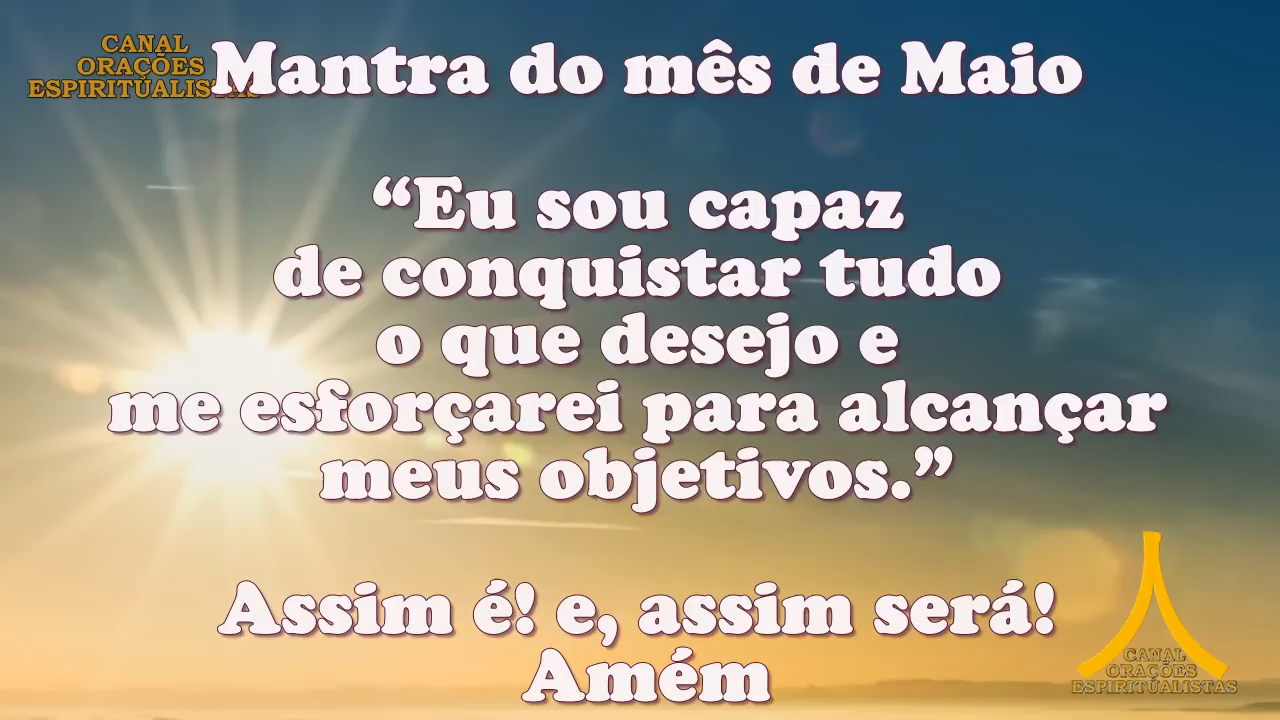 CANAL
ORAÇÕES
ESPIRITUALISTAS
Mantra do mês de Maio
“Eu sou capaz
de conquistar tudo
o que desejo e
me esforçarei para alcançar
meus objetivos.”
Assim é! e, assim será!
Amém
CANAL
ORAÇÕES
ESPIRITUALISTAS